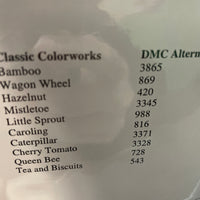 Classic Colorworks DMC Altern
Bamboo 3865
Wagon Wheel 869
Hazelnut 420
Mistletoe 3345
Little Sprout 988
Caroling 816
Caterpillar 3371
Cherry Tomato 3328
Queen Bee 728
Tea and Biscuits 543